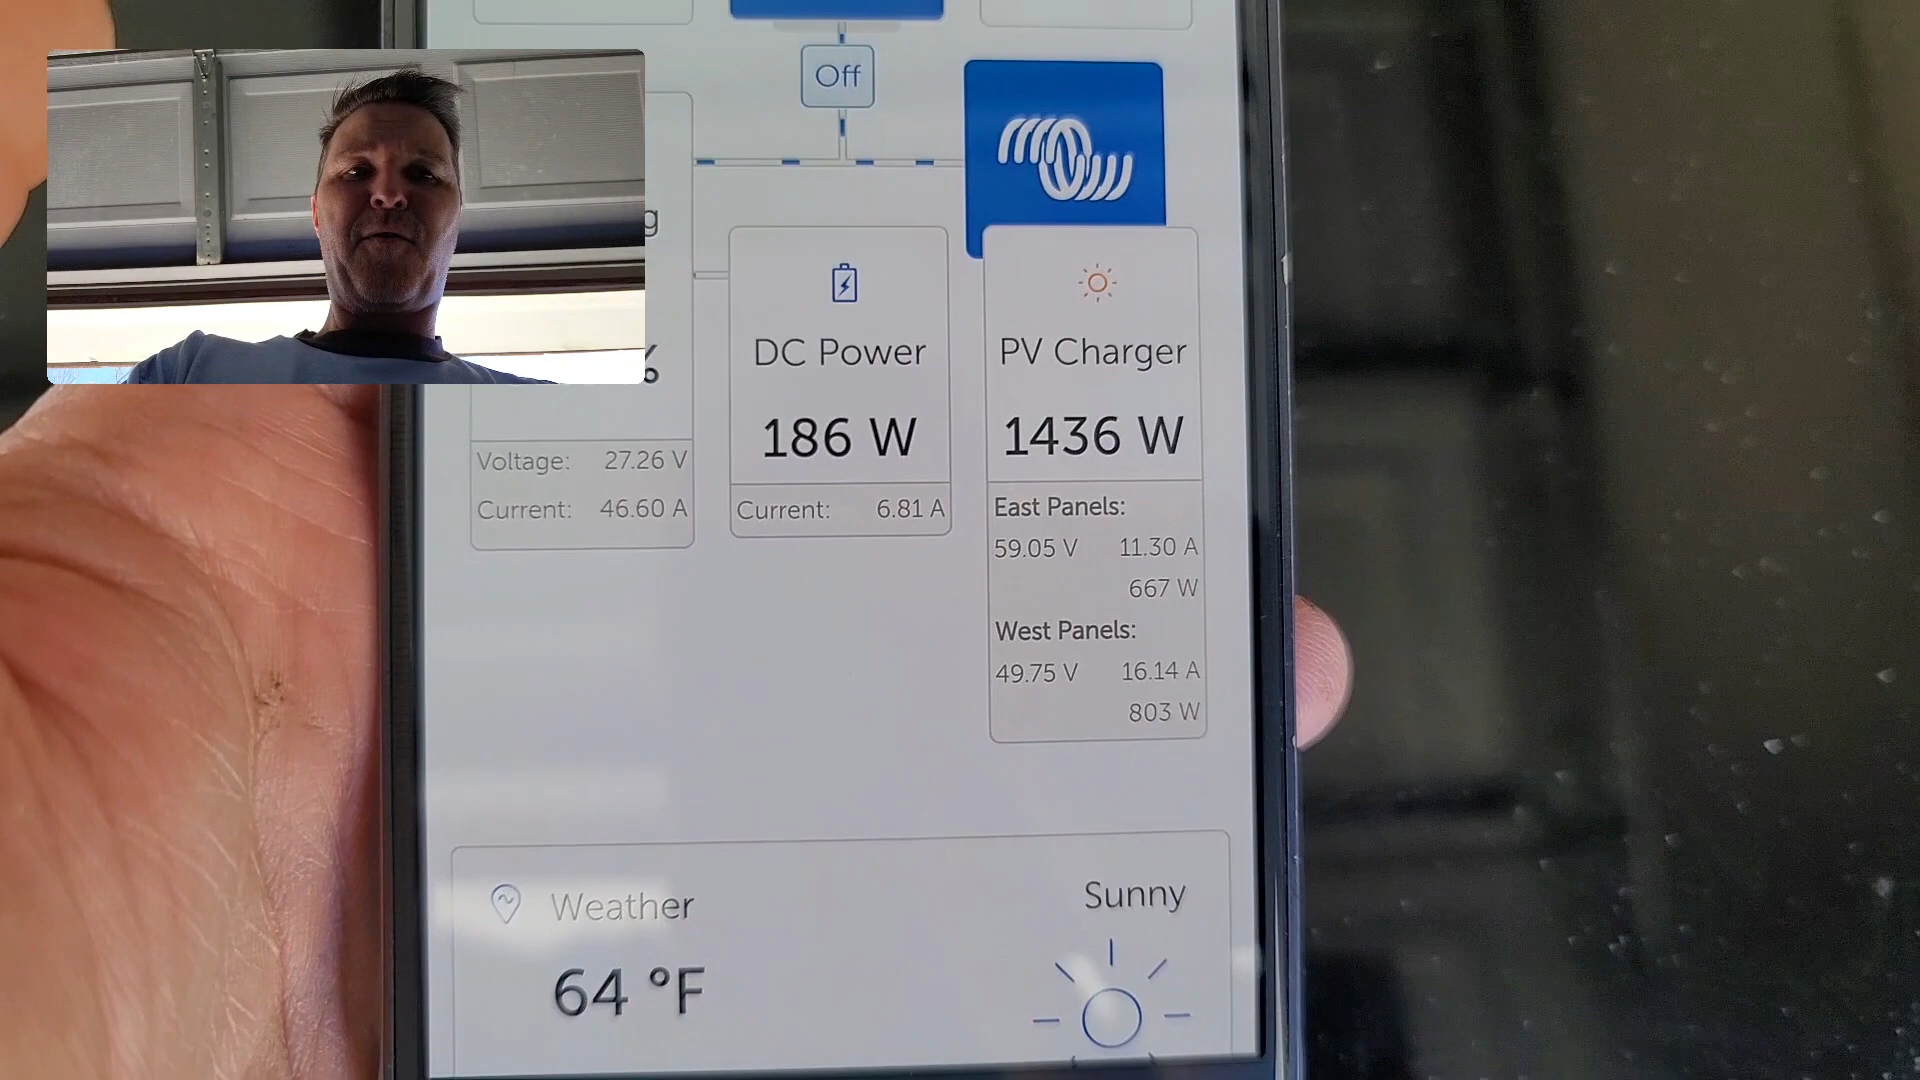 Off
g
%
Voltage: 27.26 V
Current: 46.60 A
DC Power
186 W
Current: 6.81 A
PV Charger
1436 W
East Panels:
59.05 V 11.30 A
667 W
West Panels:
49.75 V 16.14 A
803 W
Weather
Sunny
64 °F